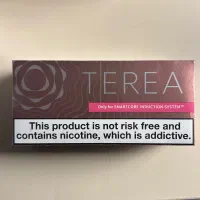 TEREA
Only for SMARTCORE INDUCTION SYSTEM™
This product is not risk free and
contains nicotine, which is addictive.